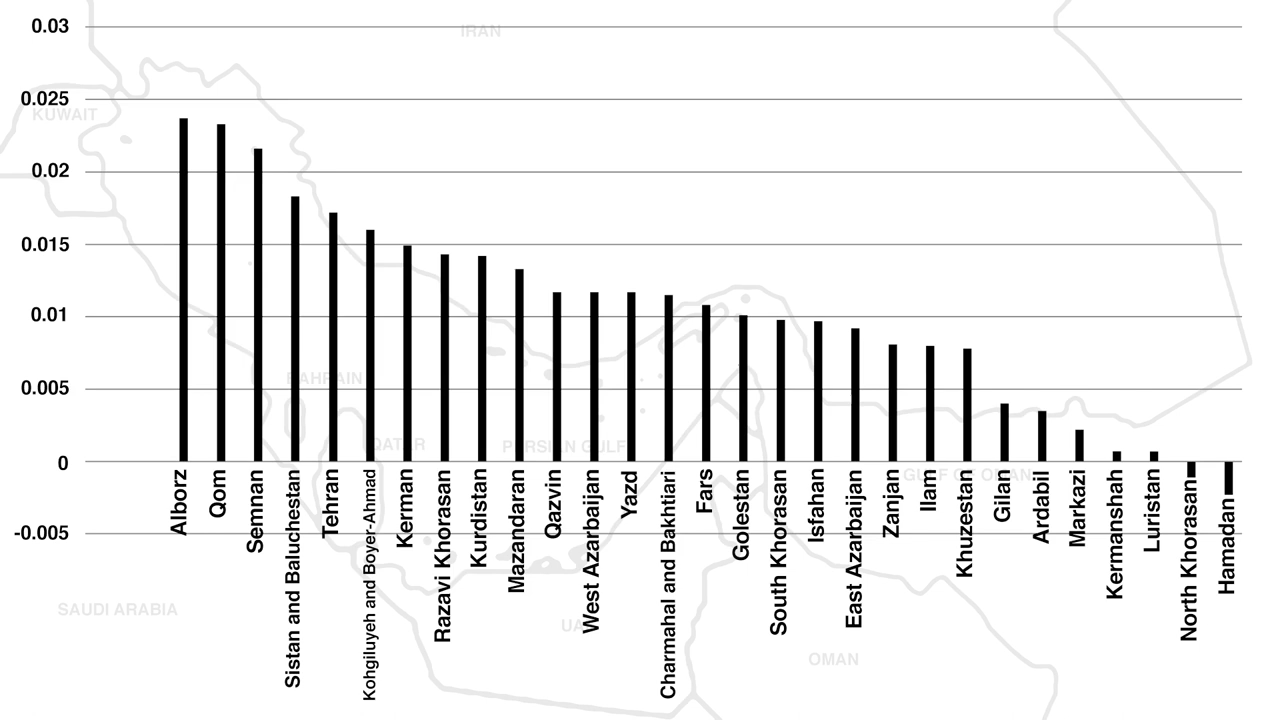 0.03
0.025
0.02
0.015
0.01
0.005
0
-0.005
IRAN
KUWAIT
BAHRAIN
QATAR
PERSIAN GULF
GULF OF OMAN
SAUDI ARABIA
OMAN
Alborz
Qom
Semnan
Sistan and Baluchestan
Tehran
Kohgiluyeh and Boyer-Ahmad
Kerman
Razavi Khorasan
Kurdistan
Mazandaran
Qazvin
West Azarbaijan
Yazd
Charmahal and Bakhtiari
Fars
Golestan
South Khorasan
Isfahan
East Azarbaijan
Zanjan
Ilam
Khuzestan
Gilan
Ardabil
Markazi
Kermanshah
Luristan
North Khorasan
Hamadan